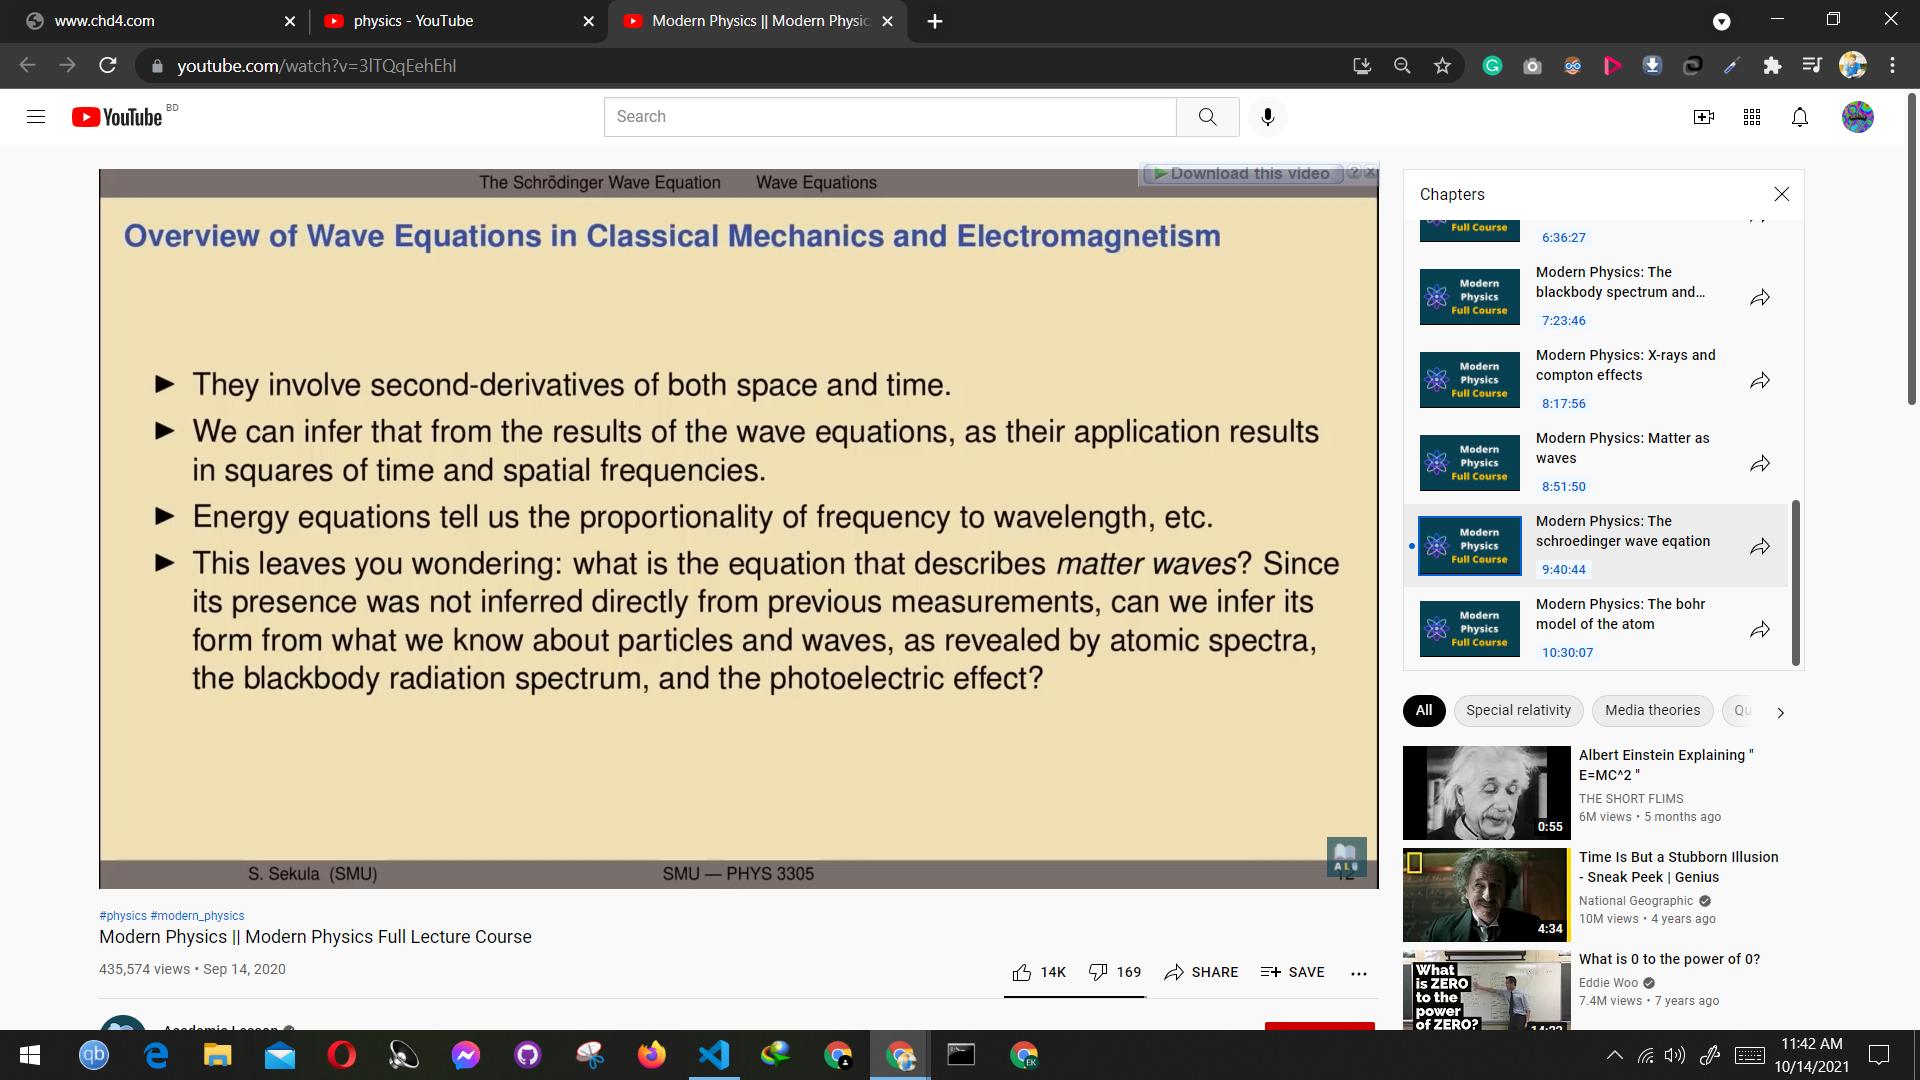 www.chd4.com
physics - YouTube
Modern Physics || Modern Physic
youtube.com/watch?v=3lTQqEehEhI
YouTube
BD
Search
The Schrödinger Wave Equation Wave Equations
Download this video
Overview of Wave Equations in Classical Mechanics and Electromagnetism
► They involve second-derivatives of both space and time.
► We can infer that from the results of the wave equations, as their application results
in squares of time and spatial frequencies.
► Energy equations tell us the proportionality of frequency to wavelength, etc.
► This leaves you wondering: what is the equation that describes matter waves? Since
its presence was not inferred directly from previous measurements, can we infer its
form from what we know about particles and waves, as revealed by atomic spectra,
the blackbody radiation spectrum, and the photoelectric effect?
S. Sekula (SMU)
SMU — PHYS 3305
12
#physics #modern_physics
Modern Physics || Modern Physics Full Lecture Course
435,574 views • Sep 14, 2020
14K
169
SHARE
SAVE
Chapters
Full Course
6:36:27
Modern
Physics
Full Course
Modern Physics: The
blackbody spectrum and...
7:23:46
Modern
Physics
Full Course
Modern Physics: X-rays and
compton effects
8:17:56
Modern
Physics
Full Course
Modern Physics: Matter as
waves
8:51:50
Modern
Physics
Full Course
Modern Physics: The
schroedinger wave eqation
9:40:44
Modern
Physics
Full Course
Modern Physics: The bohr
model of the atom
10:30:07
All
Special relativity
Media theories
Qu
0:55
Albert Einstein Explaining "
E=MC^2 "
THE SHORT FLIMS
6M views • 5 months ago
4:34
Time Is But a Stubborn Illusion
- Sneak Peek | Genius
National Geographic
10M views • 4 years ago
What
is ZERO
to the
power
of ZERO?
14:22
What is 0 to the power of 0?
Eddie Woo
7.4M views • 7 years ago
Academic Lesson
qb
EK
11:42 AM
10/14/2021